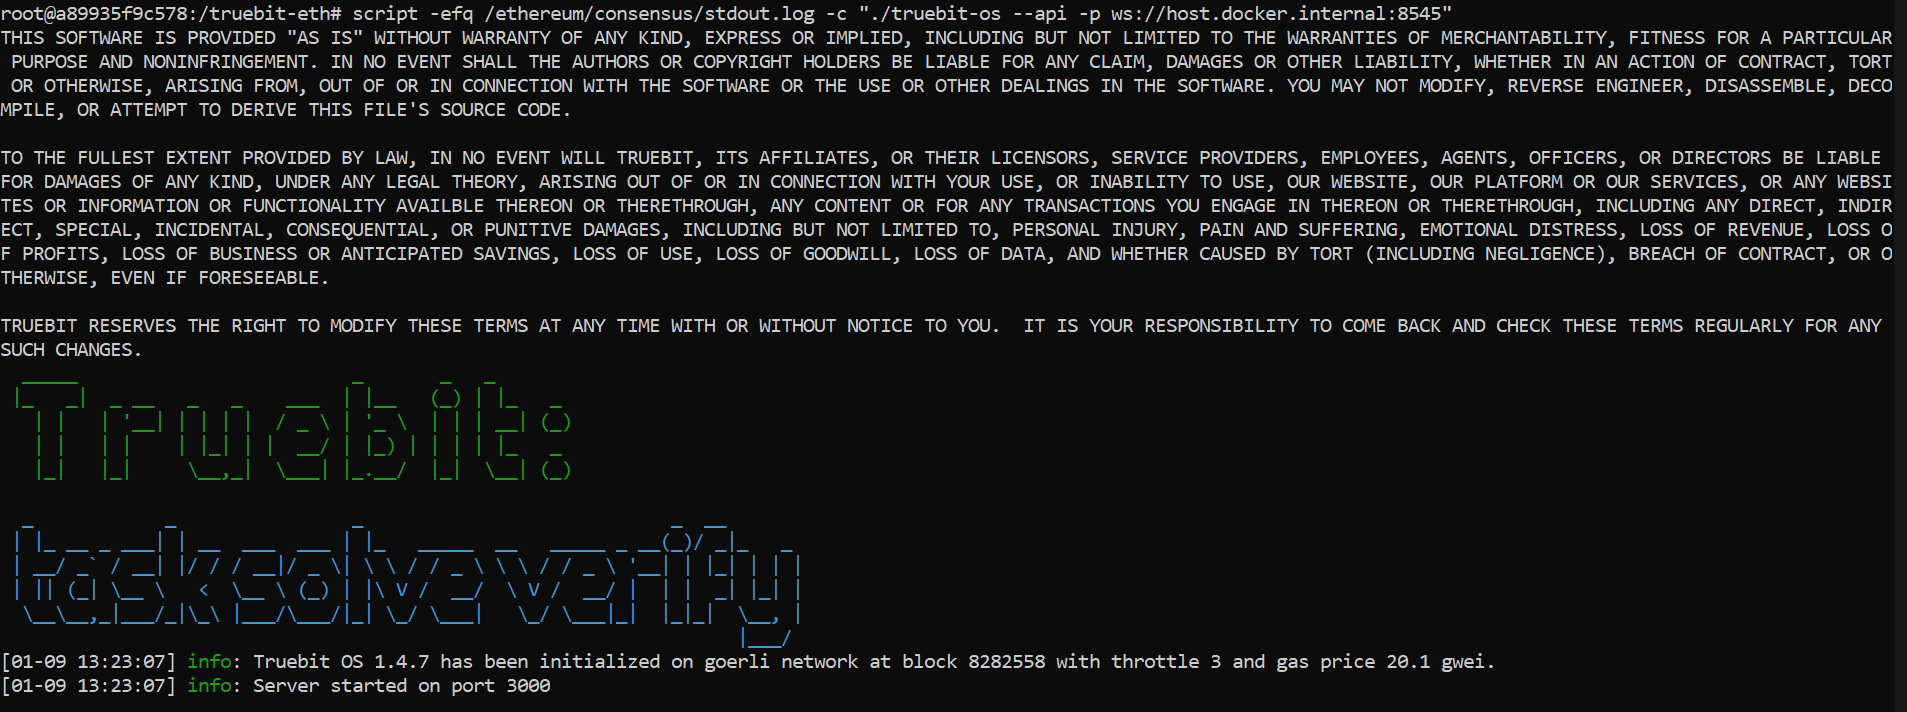 root@a89935f9c578:/truebit-eth# script -efq /ethereum/consensus/stdout.log -c "./truebit-os --api -p ws://host.docker.internal:8545"
THIS SOFTWARE IS PROVIDED "AS IS" WITHOUT WARRANTY OF ANY KIND, EXPRESS OR IMPLIED, INCLUDING BUT NOT LIMITED TO THE WARRANTIES OF MERCHANTABILITY, FITNESS FOR A PARTICULAR
PURPOSE AND NONINFRINGEMENT. IN NO EVENT SHALL THE AUTHORS OR COPYRIGHT HOLDERS BE LIABLE FOR ANY CLAIM, DAMAGES OR OTHER LIABILITY, WHETHER IN AN ACTION OF CONTRACT, TORT
OR OTHERWISE, ARISING FROM, OUT OF OR IN CONNECTION WITH THE SOFTWARE OR THE USE OR OTHER DEALINGS IN THE SOFTWARE. YOU MAY NOT MODIFY, REVERSE ENGINEER, DISASSEMBLE, DECO
MPILE, OR ATTEMPT TO DERIVE THIS FILE'S SOURCE CODE.
TO THE FULLEST EXTENT PROVIDED BY LAW, IN NO EVENT WILL TRUEBIT, ITS AFFILIATES, OR THEIR LICENSORS, SERVICE PROVIDERS, EMPLOYEES, AGENTS, OFFICERS, OR DIRECTORS BE LIABLE
FOR DAMAGES OF ANY KIND, UNDER ANY LEGAL THEORY, ARISING OUT OF OR IN CONNECTION WITH YOUR USE, OR INABILITY TO USE, OUR WEBSITE, OUR PLATFORM OR OUR SERVICES, OR ANY WEBSI
TES OR INFORMATION OR FUNCTIONALITY AVAILBLE THEREON OR THERETHROUGH, ANY CONTENT OR FOR ANY TRANSACTIONS YOU ENGAGE IN THEREON OR THERETHROUGH, INCLUDING ANY DIRECT, INDIR
ECT, SPECIAL, INCIDENTAL, CONSEQUENTIAL, OR PUNITIVE DAMAGES, INCLUDING BUT NOT LIMITED TO, PERSONAL INJURY, PAIN AND SUFFERING, EMOTIONAL DISTRESS, LOSS OF REVENUE, LOSS O
F PROFITS, LOSS OF BUSINESS OR ANTICIPATED SAVINGS, LOSS OF USE, LOSS OF GOODWILL, LOSS OF DATA, AND WHETHER CAUSED BY TORT (INCLUDING NEGLIGENCE), BREACH OF CONTRACT, OR O
THERWISE, EVEN IF FORESEEABLE.
TRUEBIT RESERVES THE RIGHT TO MODIFY THESE TERMS AT ANY TIME WITH OR WITHOUT NOTICE TO YOU.  IT IS YOUR RESPONSIBILITY TO COME BACK AND CHECK THESE TERMS REGULARLY FOR ANY
SUCH CHANGES.
Truebit:
task solve verify
[01-09 13:23:07] info: Truebit OS 1.4.7 has been initialized on goerli network at block 8282558 with throttle 3 and gas price 20.1 gwei.
[01-09 13:23:07] info: Server started on port 3000